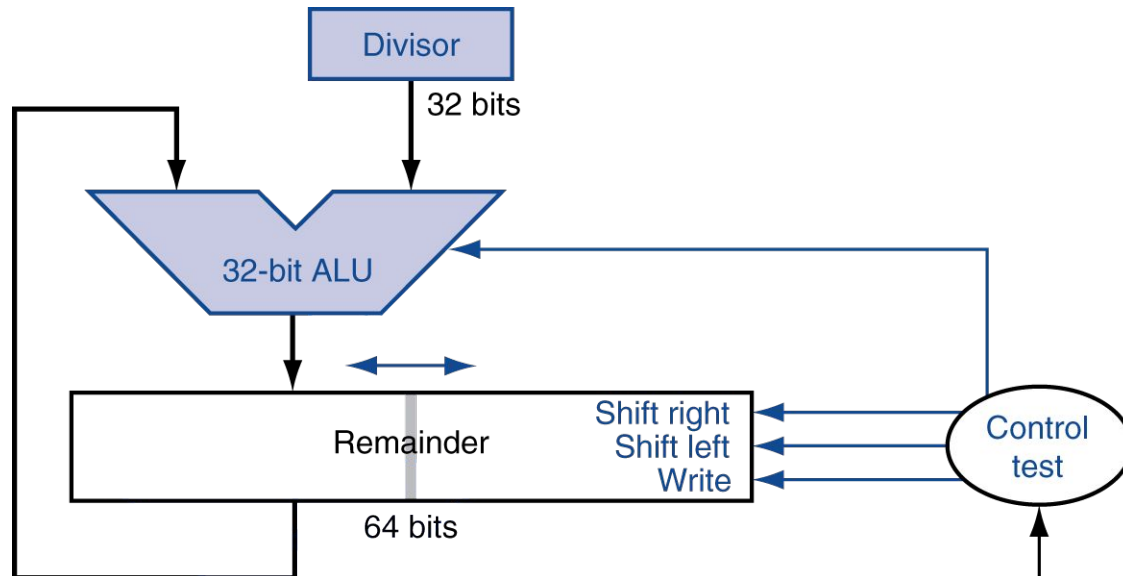 Divisor
32 bits
32-bit ALU
Remainder
Shift right
Shift left
Write
Control
test
64 bits